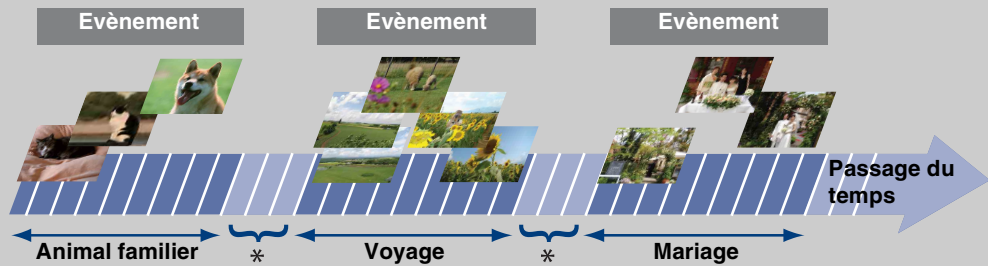 Evènement
Evènement
Evènement
Passage du
temps
Animal familier
*
Voyage
*
Mariage